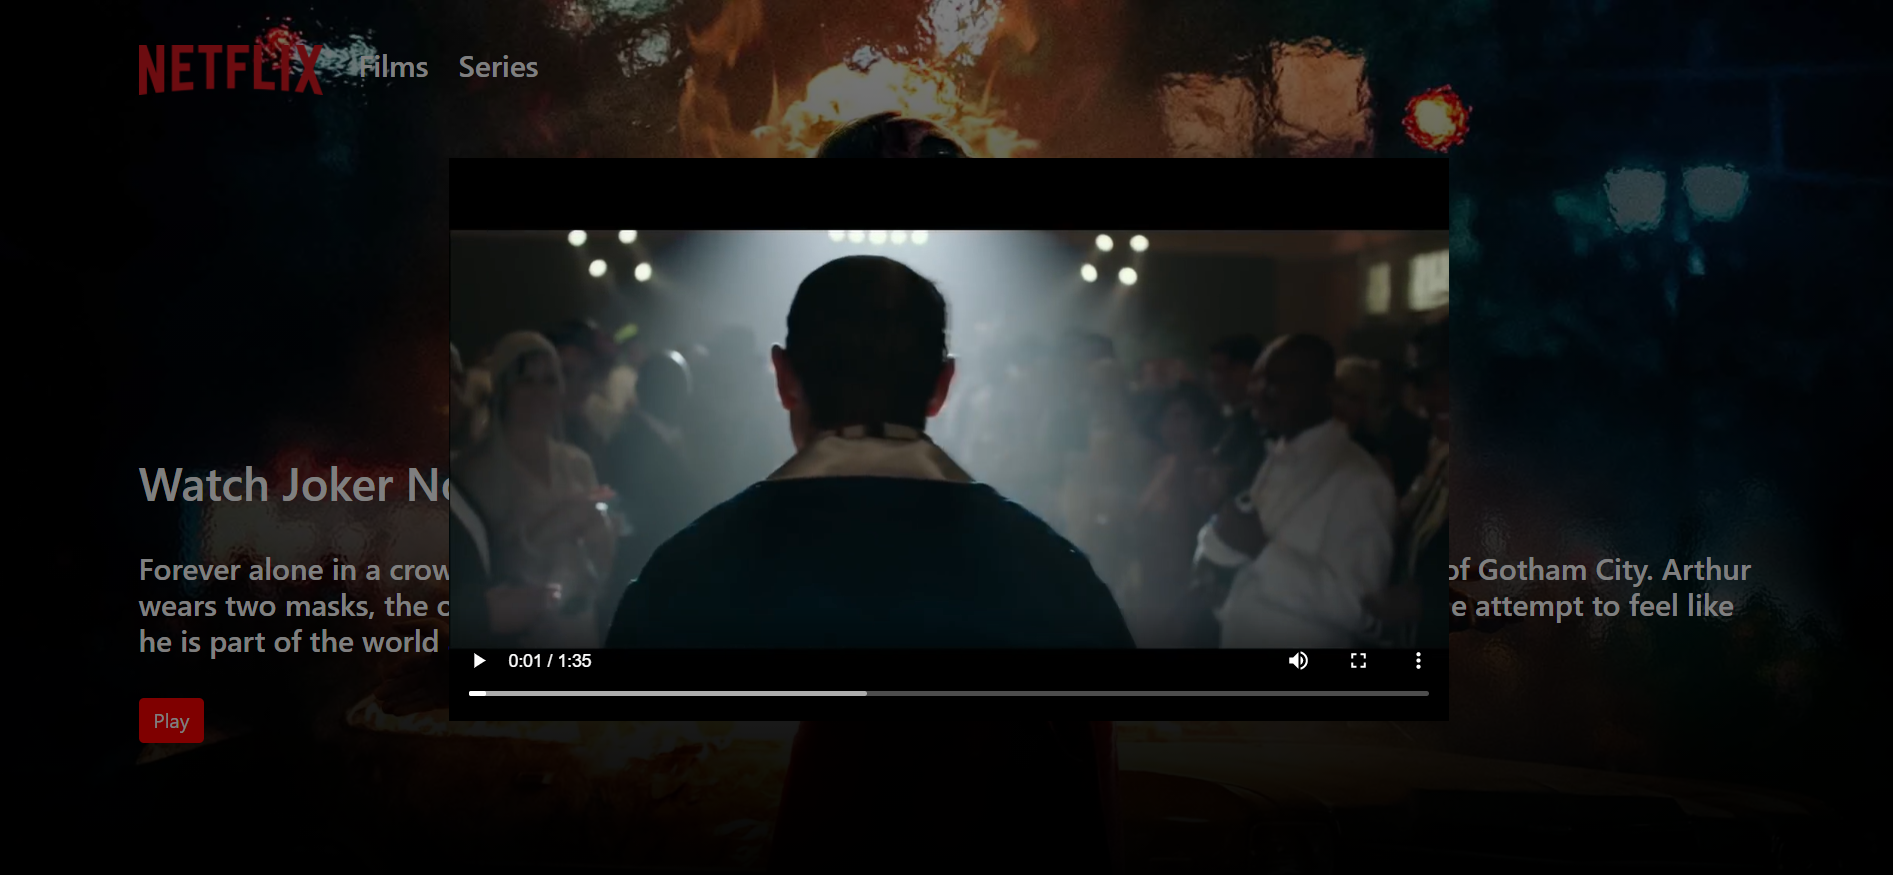 NETFLIX Films Series
Watch Joker
Forever alone in a
of Gotham City. Arthur
wears two masks, the
attempt to feel like
he is part of the world
Play
0:01 / 1:35